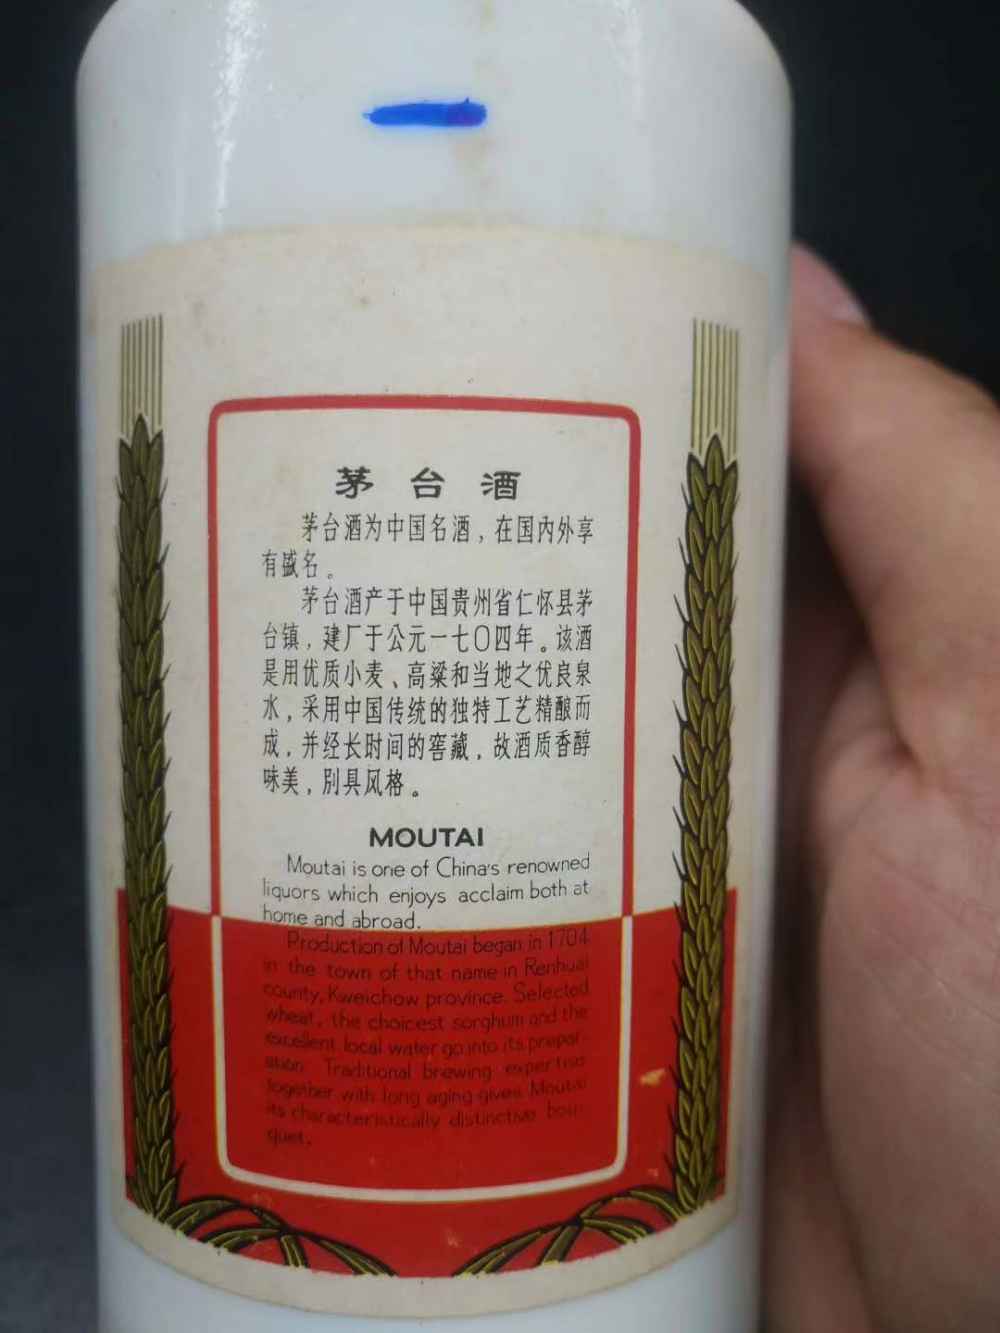 茅台酒
茅台酒为中国名酒，在国内外享
有盛名。
茅台酒产于中国贵州省仁怀县茅
台镇，建厂于公元一七〇四年。该酒
是用优质小麦、高粱和当地之优良泉
水，采用中国传统的独特工艺精酿而
成，并经长时间的窖藏，故酒质香醇
味美，别具风格。
MOUTAI
Moutai is one of China's renowned
liquors which enjoys acclaim both at
home and abroad.
Production of Moutai began in 1704
in the town of that name in Renhuai
county, Kweichow province. Selected
wheat, the choicest sorghum and the
excellent local water go into its prepar-
ation. Traditional brewing expertise
together with long aging gives Moutai
its characteristically distinctive bou-
quet.